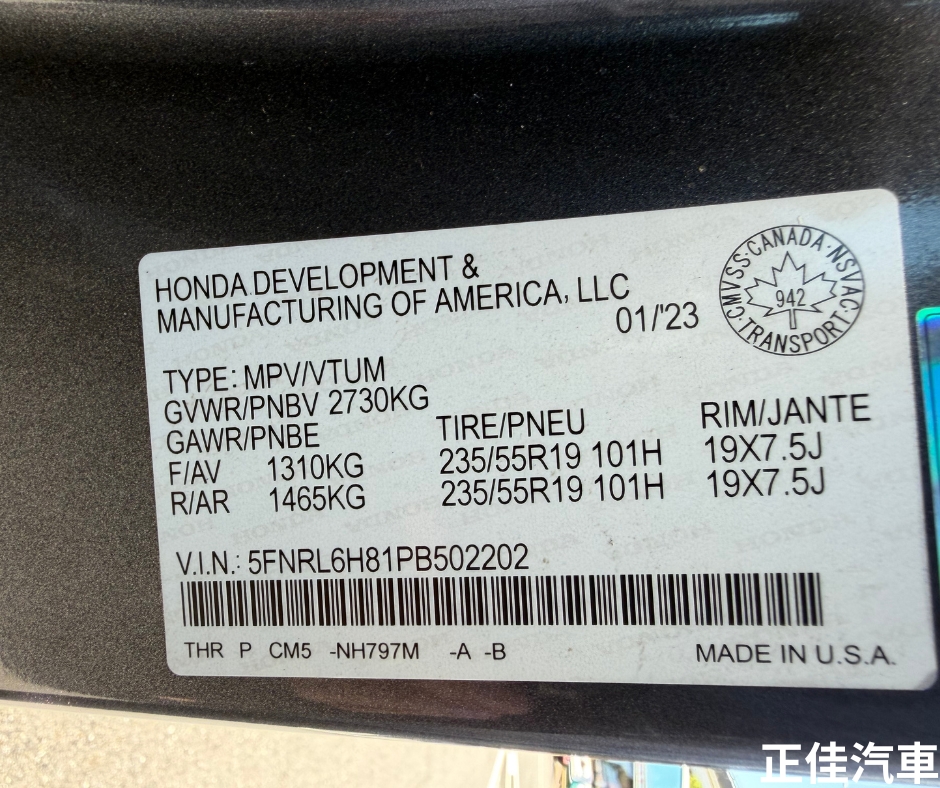 HONDA DEVELOPMENT &
MANUFACTURING OF AMERICA, LLC
01/'23
CMVSS·CANADA·NSVAC·TRANSPORT·
942
TYPE: MPV/VTUM
GVWR/PNBV 2730KG
GAWR/PNBE TIRE/PNEU RIM/JANTE
F/AV 1310KG 235/55R19 101H 19X7.5J
R/AR 1465KG 235/55R19 101H 19X7.5J
V.I.N.: 5FNRL6H81PB502202
THR P CM5 -NH797M -A -B MADE IN U.S.A.
正佳汽車